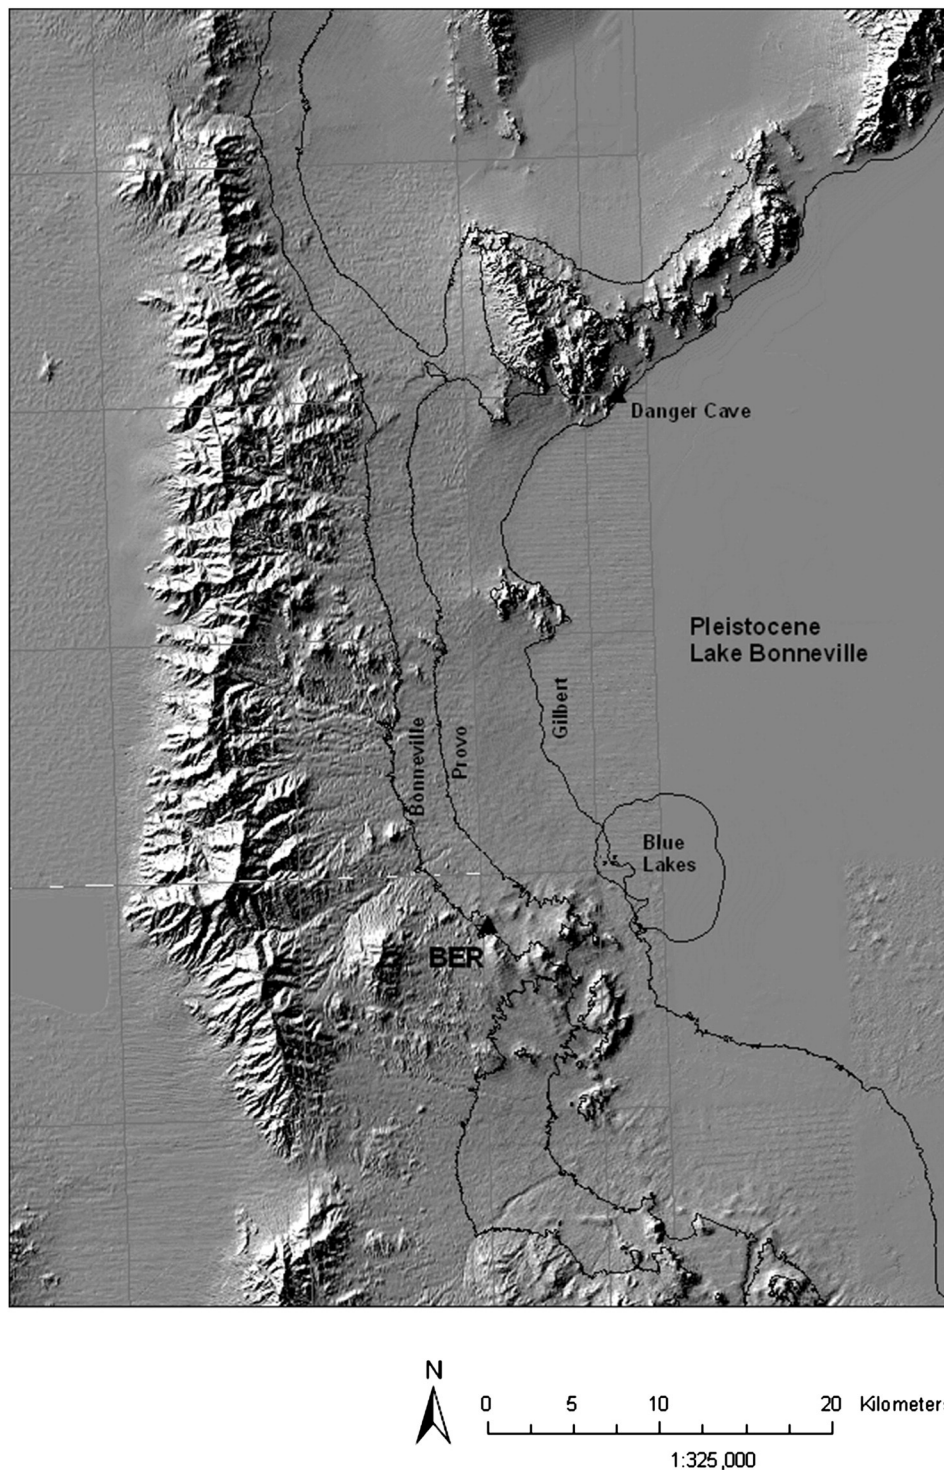 Danger Cave
Pleistocene
Lake Bonneville
Gilbert
Bonneville
Provo
Blue
Lakes
BER
N
0 5 10 20 Kilometers
1:325,000